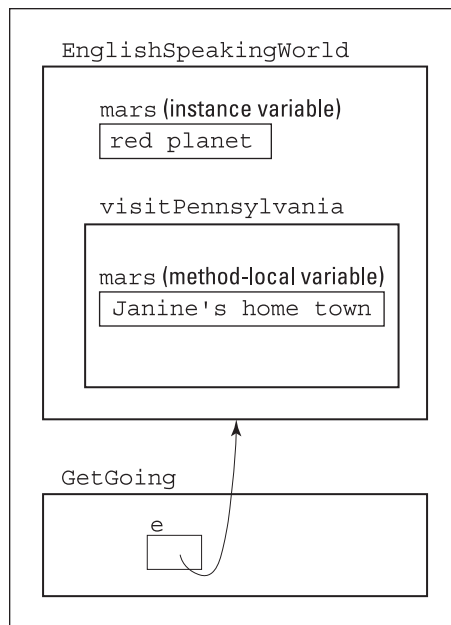 EnglishSpeakingWorld
mars (instance variable)
red planet
visitPennsylvania
mars (method-local variable)
Janine's home town
GetGoing
e